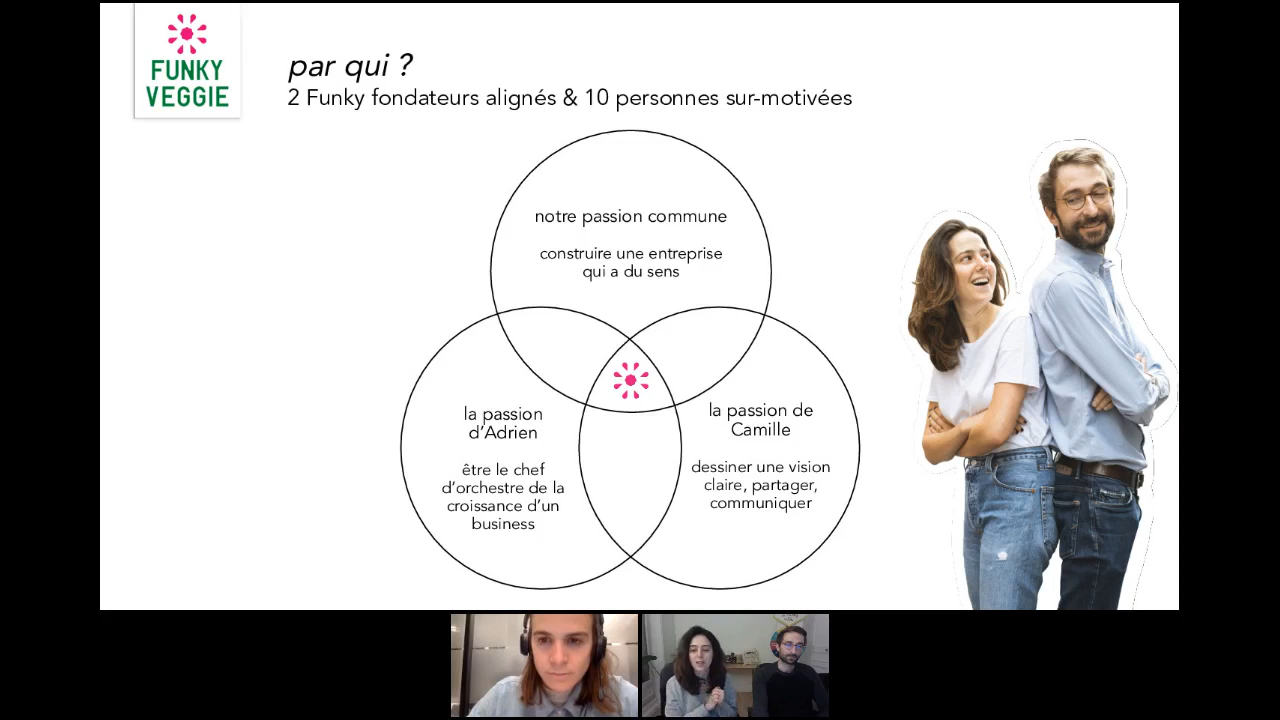 FUNKY
VEGGIE
par qui ?
2 Funky fondateurs alignés & 10 personnes sur-motivées
notre passion commune
construire une entreprise
qui a du sens
la passion
d'Adrien
être le chef
d'orchestre de la
croissance d'un
business
la passion de
Camille
dessiner une vision
claire, partager,
communiquer